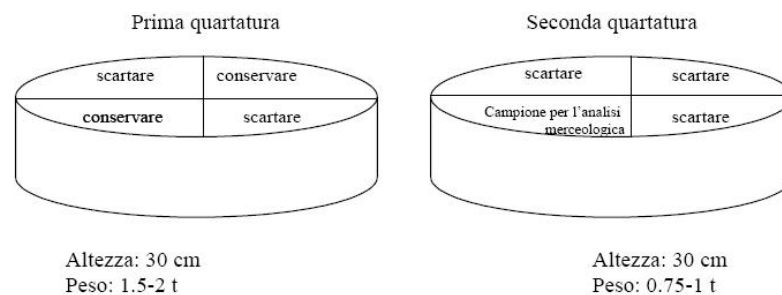 Prima quartatura
scartare conservare
conservare scartare
Altezza: 30 cm
Peso: 1.5-2 t
Seconda quartatura
scartare scartare
Campione per l'analisi
merceologica
scartare
Altezza: 30 cm
Peso: 0.75-1 t